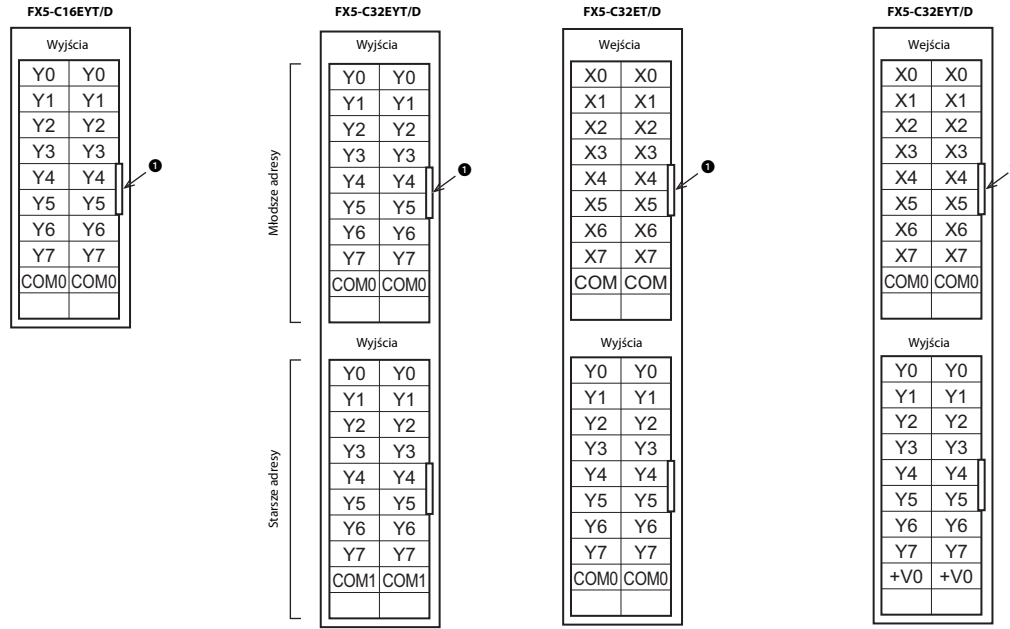 FX5-C16EYT/D
Wyjścia
Y0 Y0
Y1 Y1
Y2 Y2
Y3 Y3
Y4 Y4
Y5 Y5
Y6 Y6
Y7 Y7
COM0 COM0
1
FX5-C32EYT/D
Młodsze adresy
Wyjścia
Y0 Y0
Y1 Y1
Y2 Y2
Y3 Y3
Y4 Y4
Y5 Y5
Y6 Y6
Y7 Y7
COM0 COM0
1
Starsze adresy
Wyjścia
Y0 Y0
Y1 Y1
Y2 Y2
Y3 Y3
Y4 Y4
Y5 Y5
Y6 Y6
Y7 Y7
COM1 COM1
FX5-C32ET/D
Wejścia
X0 X0
X1 X1
X2 X2
X3 X3
X4 X4
X5 X5
X6 X6
X7 X7
COM COM
1
Wyjścia
Y0 Y0
Y1 Y1
Y2 Y2
Y3 Y3
Y4 Y4
Y5 Y5
Y6 Y6
Y7 Y7
COM0 COM0
FX5-C32EYT/D
Wejścia
X0 X0
X1 X1
X2 X2
X3 X3
X4 X4
X5 X5
X6 X6
X7 X7
COM0 COM0
Wyjścia
Y0 Y0
Y1 Y1
Y2 Y2
Y3 Y3
Y4 Y4
Y5 Y5
Y6 Y6
Y7 Y7
+V0 +V0